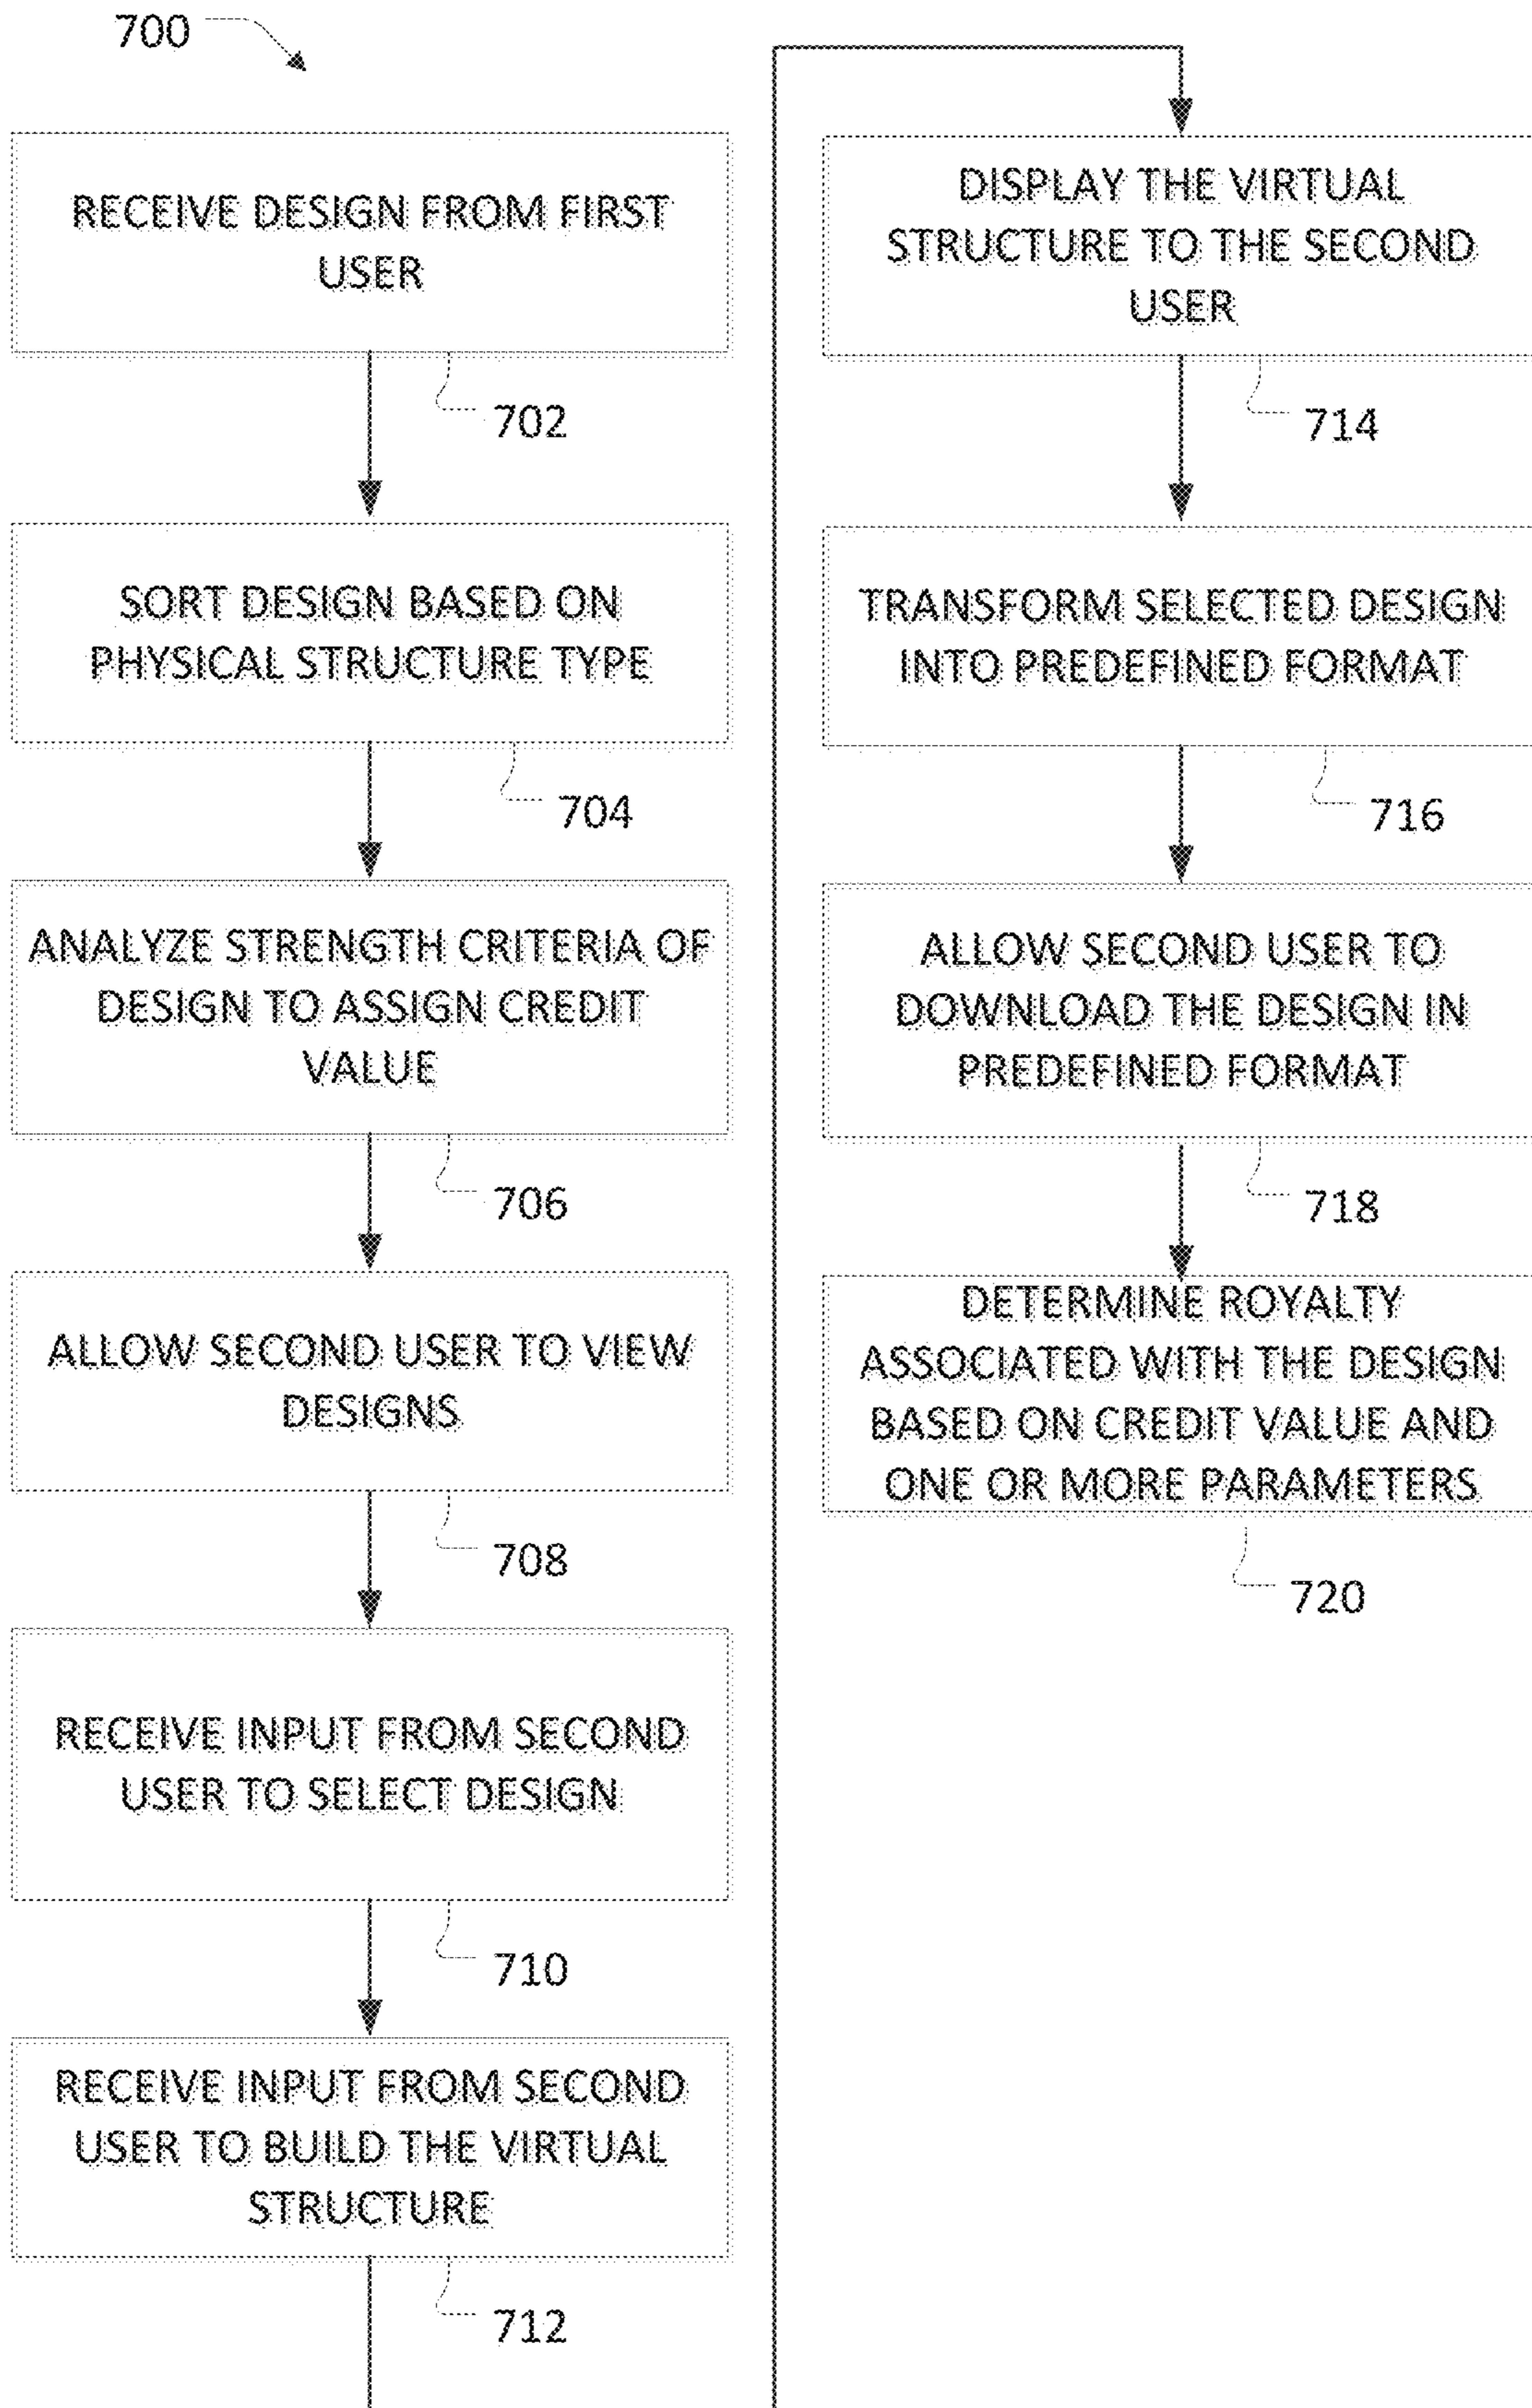 700
RECEIVE DESIGN FROM FIRST
USER
702
SORT DESIGN BASED ON
PHYSICAL STRUCTURE TYPE
704
ANALYZE STRENGTH CRITERIA OF
DESIGN TO ASSIGN CREDIT
VALUE
706
ALLOW SECOND USER TO VIEW
DESIGNS
708
RECEIVE INPUT FROM SECOND
USER TO SELECT DESIGN
710
RECEIVE INPUT FROM SECOND
USER TO BUILD THE VIRTUAL
STRUCTURE
712
DISPLAY THE VIRTUAL
STRUCTURE TO THE SECOND
USER
714
TRANSFORM SELECTED DESIGN
INTO PREDEFINED FORMAT
716
ALLOW SECOND USER TO
DOWNLOAD THE DESIGN IN
PREDEFINED FORMAT
718
DETERMINE ROYALTY
ASSOCIATED WITH THE DESIGN
BASED ON CREDIT VALUE AND
ONE OR MORE PARAMETERS
720